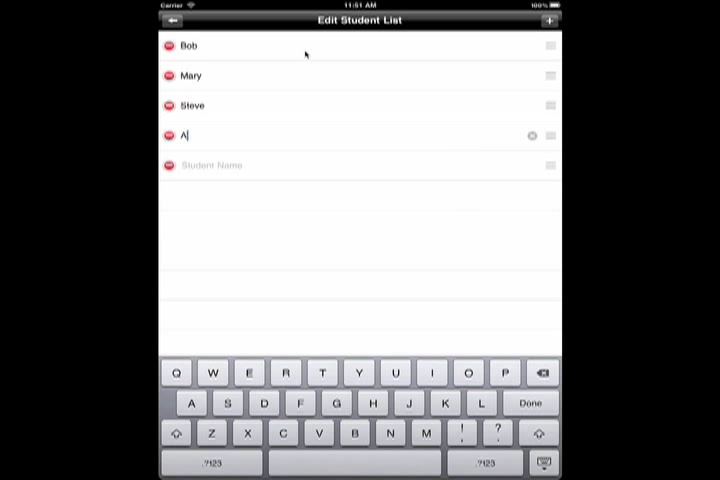 Carrier 11:51 AM 100%
Edit Student List
Bob
Mary
Steve
A
Student Name
Q W E R T Y U I O P
A S D F G H J K L Done
Z X C V B N M ! , ? .
.?123 .?123